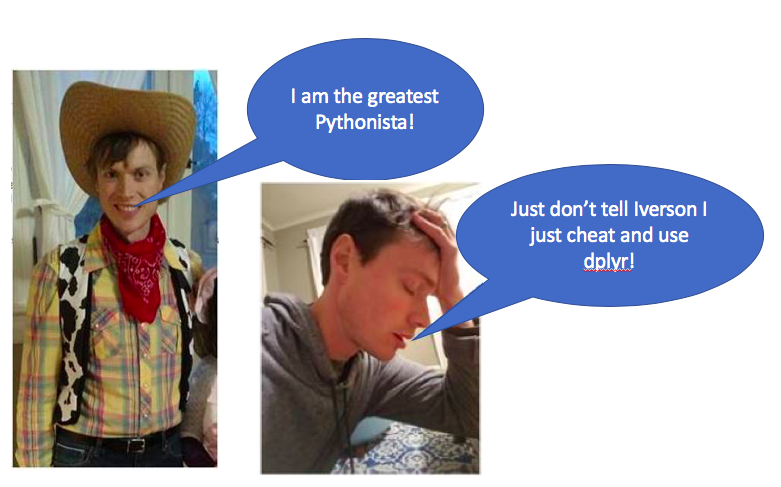 I am the greatest
Pythonista!
Just don’t tell Iverson I
just cheat and use
dplyr!